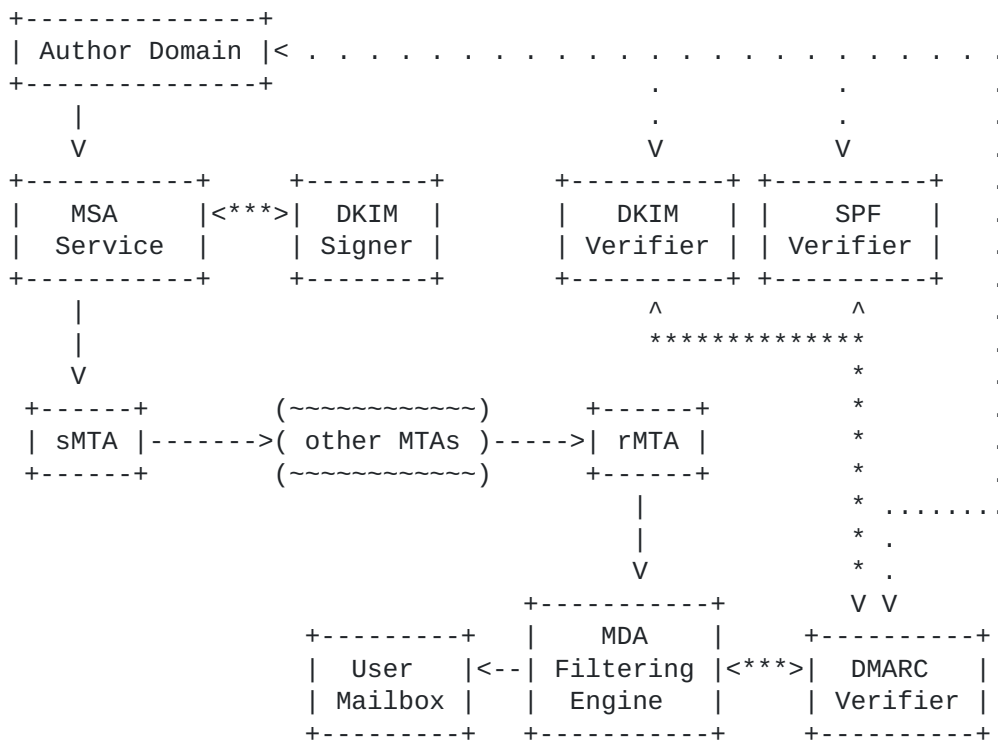 Author Domain
MSA Service
DKIM Signer
DKIM Verifier
SPF Verifier
sMTA
other MTAs
rMTA
User Mailbox
MDA Filtering Engine
DMARC Verifier